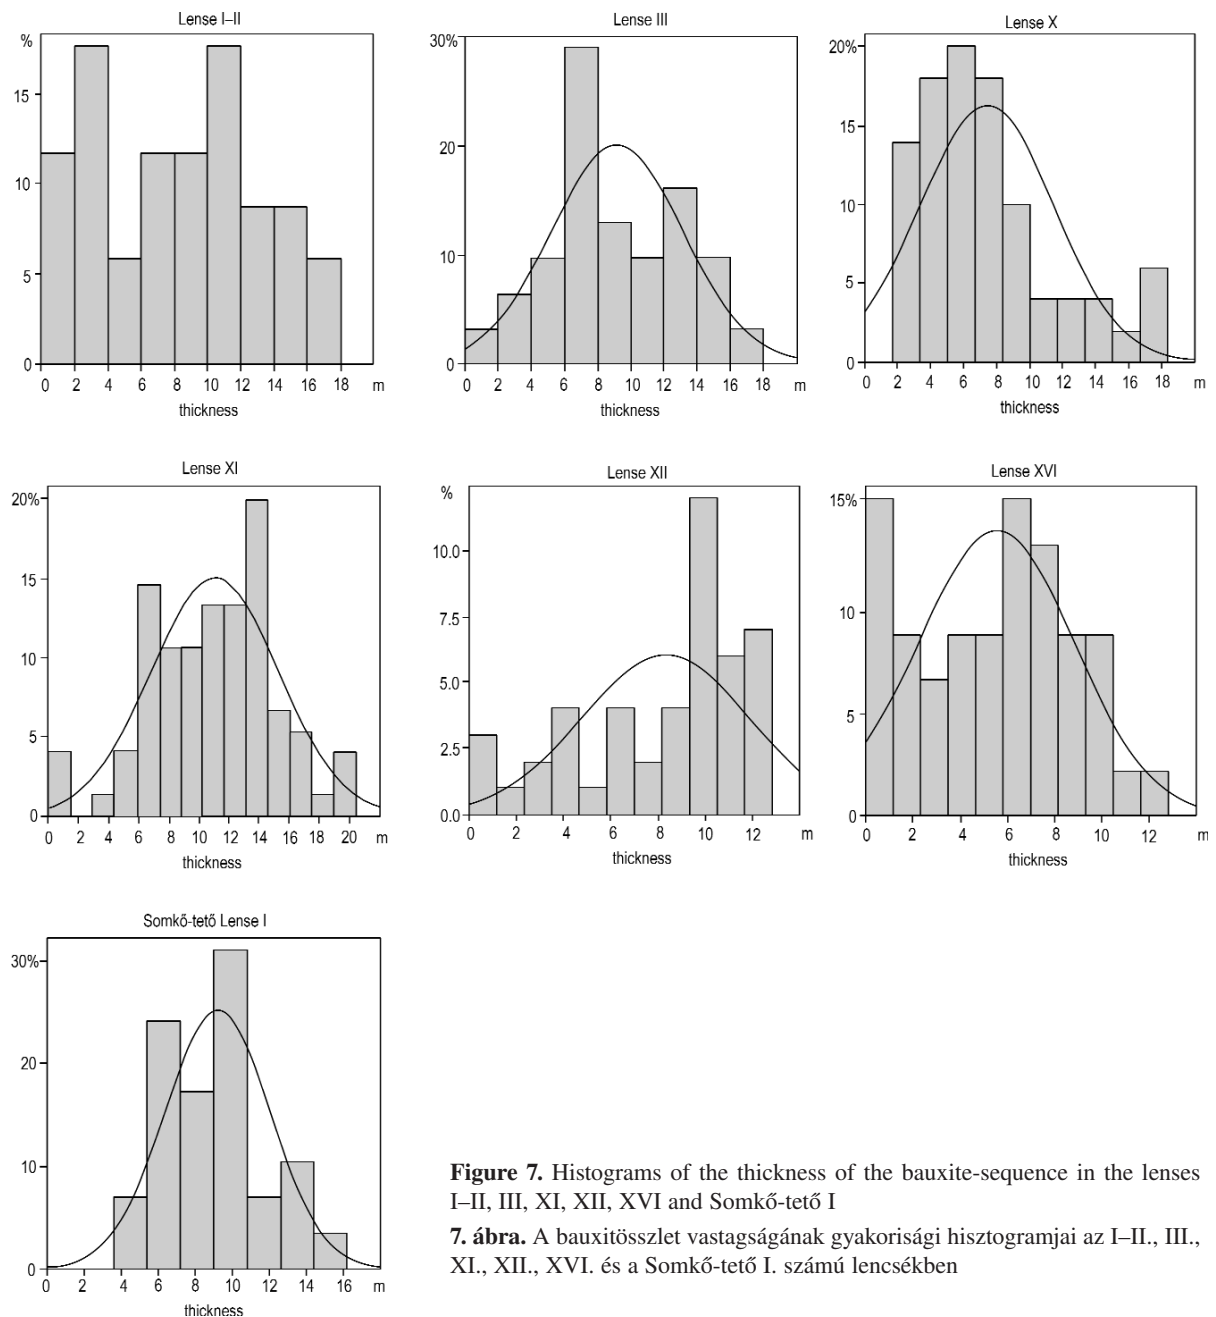 Lense I–II
%
15
10
5
0
0 2 4 6 8 10 12 14 16 18 m
thickness
Lense III
30%
20
10
0
0 2 4 6 8 10 12 14 16 18 m
thickness
Lense X
20%
15
10
5
0
0 2 4 6 8 10 12 14 16 18 m
thickness
Lense XI
20%
15
10
5
0
0 2 4 6 8 10 12 14 16 18 20 m
thickness
Lense XII
%
10.0
7.5
5.0
2.5
0.0
0 2 4 6 8 10 12 m
thickness
Lense XVI
15%
10
5
0
0 2 4 6 8 10 12 m
thickness
Somkő-tető Lense I
30%
20
10
0
0 2 4 6 8 10 12 14 16 m
thickness
Figure 7. Histograms of the thickness of the bauxite-sequence in the lenses
I–II, III, XI, XII, XVI and Somkő-tető I
7. ábra. A bauxitösszlet vastagságának gyakorisági hisztogramjai az I–II., III.,
XI., XII., XVI. és a Somkő-tető I. számú lencsékben